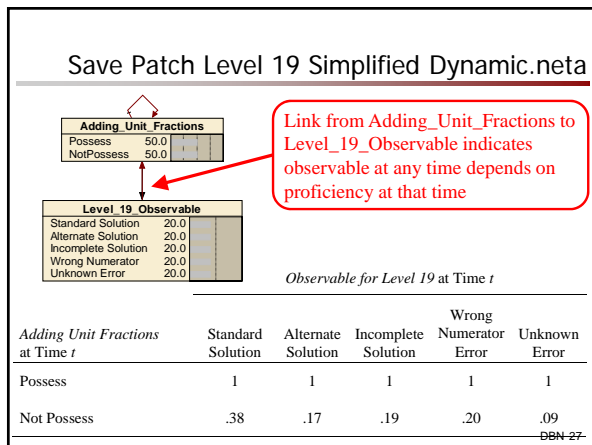 Save Patch Level 19 Simplified Dynamic.neta
Adding_Unit_Fractions
Possess 50.0
NotPossess 50.0
Link from Adding_Unit_Fractions to
Level_19_Observable indicates
observable at any time depends on
proficiency at that time
Level_19_Observable
Standard Solution 20.0
Alternate Solution 20.0
Incomplete Solution 20.0
Wrong Numerator 20.0
Unknown Error 20.0
Observable for Level 19 at Time t
Adding Unit Fractions
at Time t
Standard
Solution
Alternate
Solution
Incomplete
Solution
Wrong
Numerator
Error
Unknown
Error
Possess 1 1 1 1 1
Not Possess .38 .17 .19 .20 .09
DBN 27